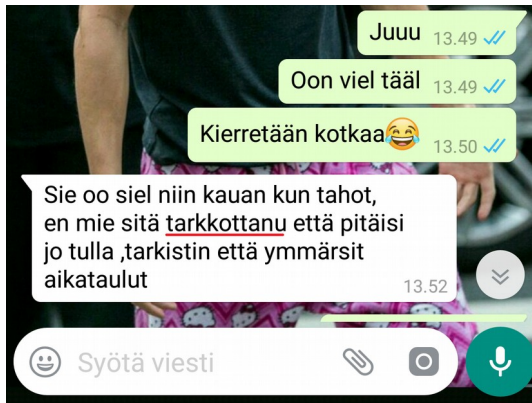 Juuu 13.49
Oon viel tääl 13.49
Kierretään kotkaa😂 13.50
Sie oo siel niin kauan kun tahot,
en mie sitä tarkkottanu että pitäisi
jo tulla ,tarkistin että ymmärsit
aikataulut 13.52
Syötä viesti